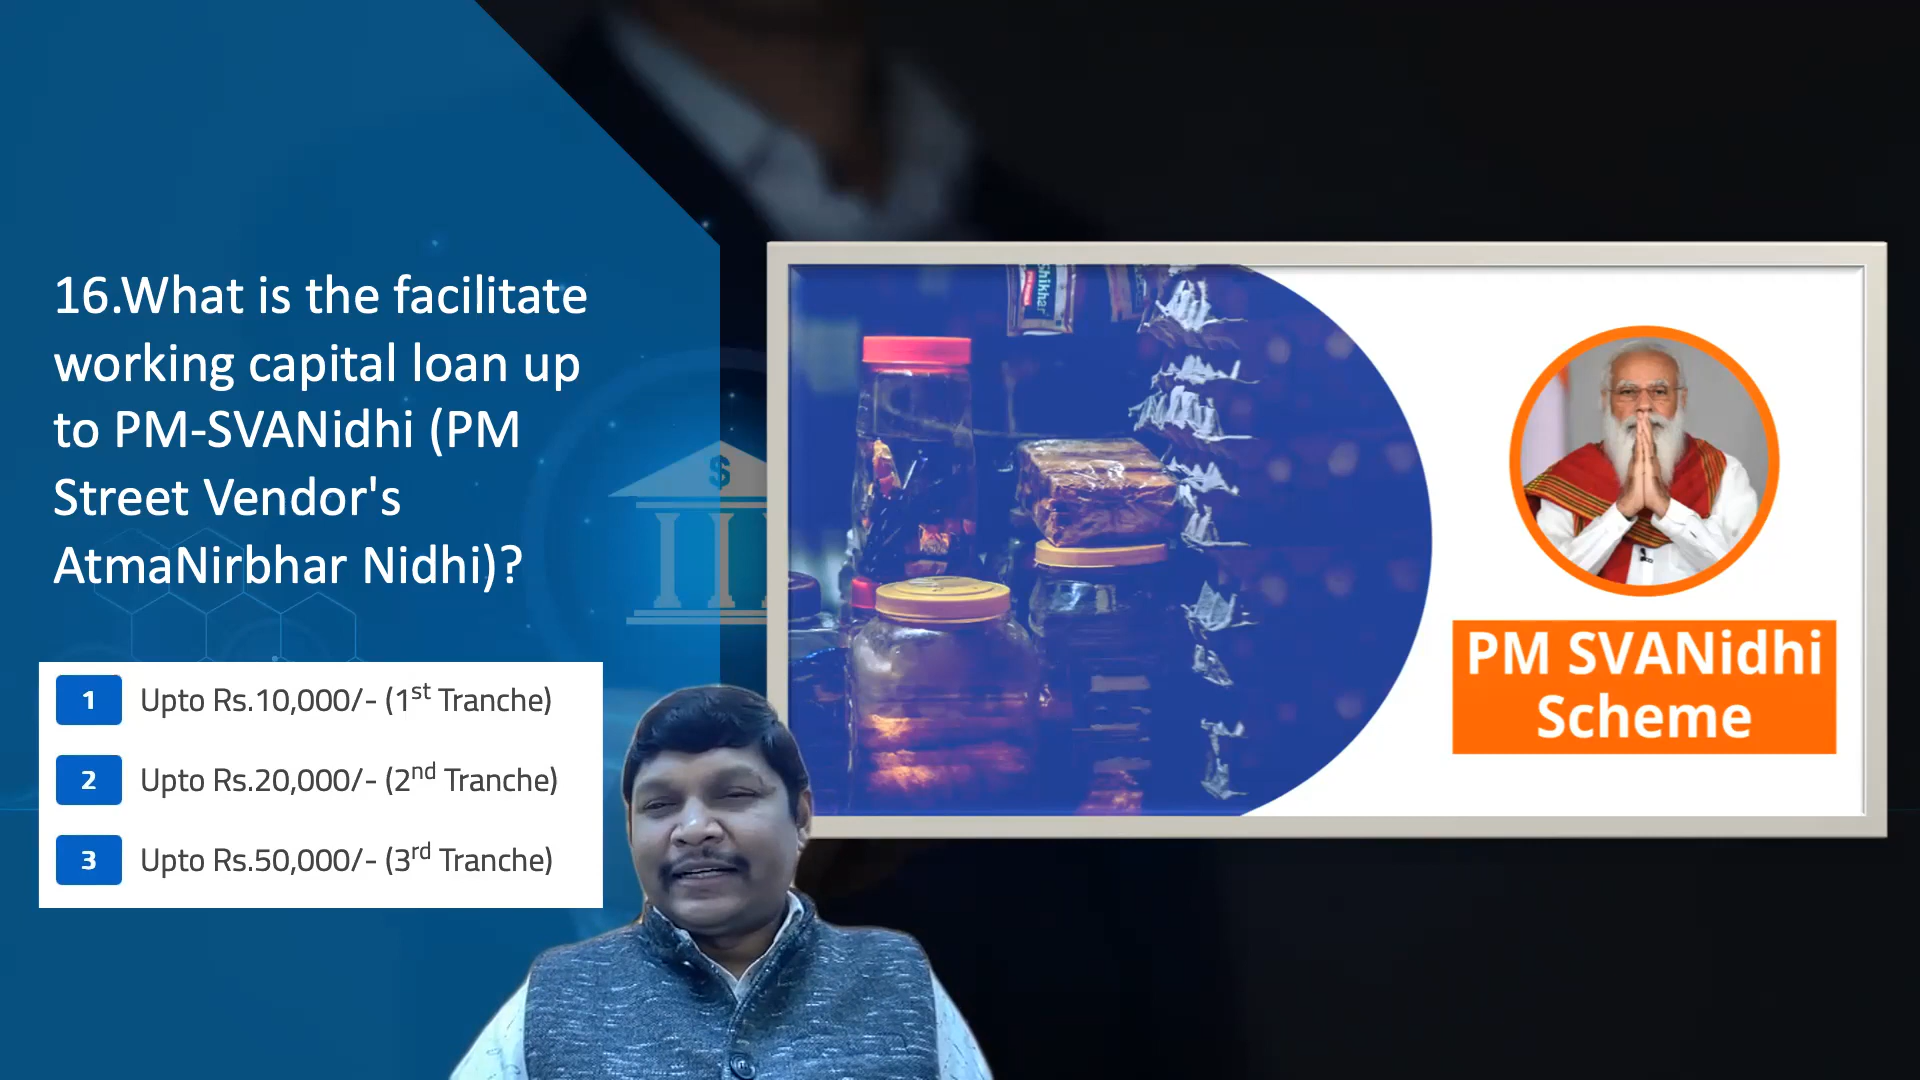 16.What is the facilitate
working capital loan up
to PM-SVANidhi (PM
Street Vendor's
AtmaNirbhar Nidhi)?
1 Upto Rs.10,000/- (1st Tranche)
2 Upto Rs.20,000/- (2nd Tranche)
3 Upto Rs.50,000/- (3rd Tranche)
$
Shikhar
PM SVANidhi
Scheme